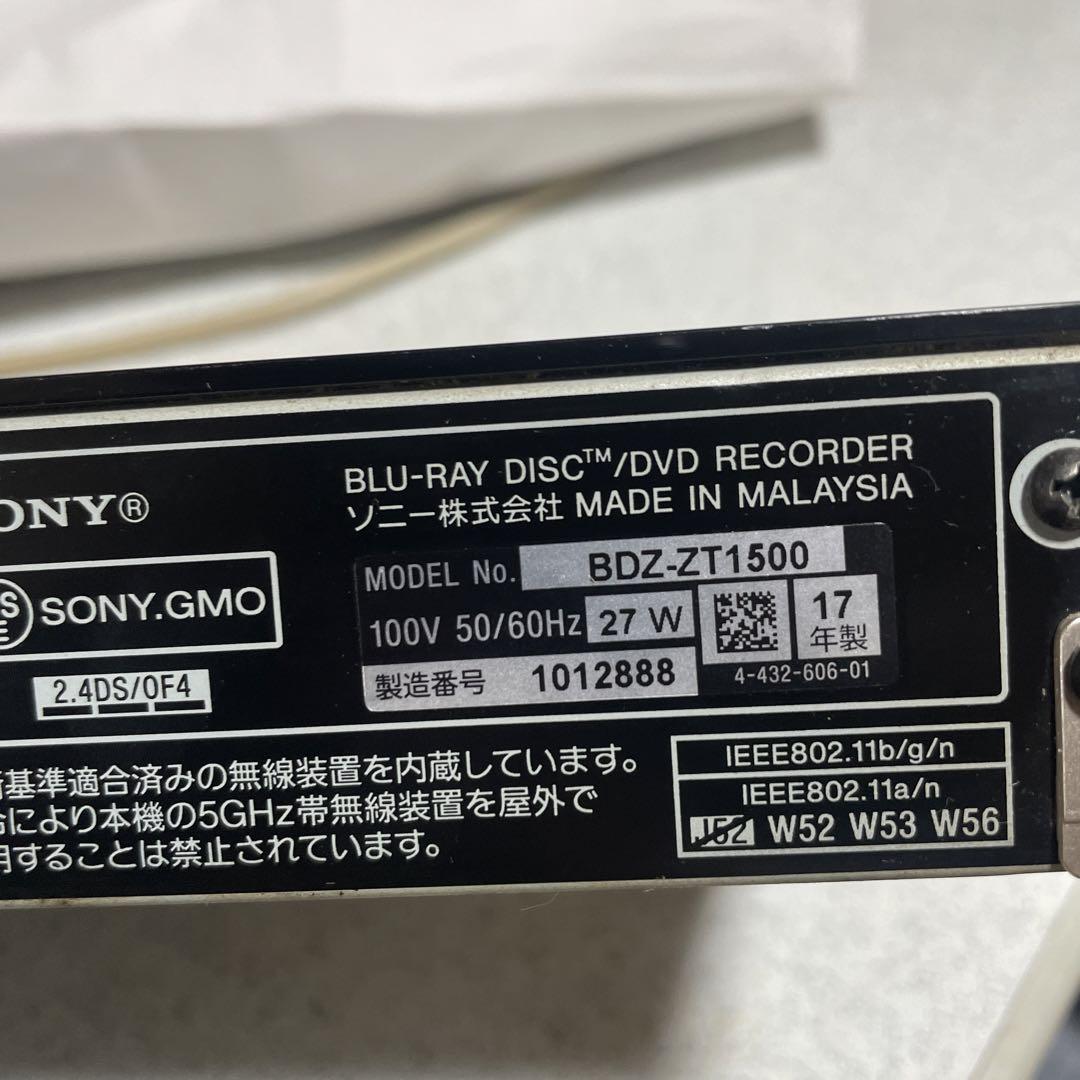 BLU-RAY DISC™/DVD RECORDER
ソニー株式会社 MADE IN MALAYSIA
SONY®
MODEL No. BDZ-ZT1500
100V 50/60Hz 27 W
17
年製
製造番号 1012888
4-432-606-01
SONY.GMO
2.4DS/OF4
基準適合済みの無線装置を内蔵しています。
により本機の5GHz帯無線装置を屋外で
用することは禁止されています。
IEEE802.11b/g/n
IEEE802.11a/n
J52 W52 W53 W56